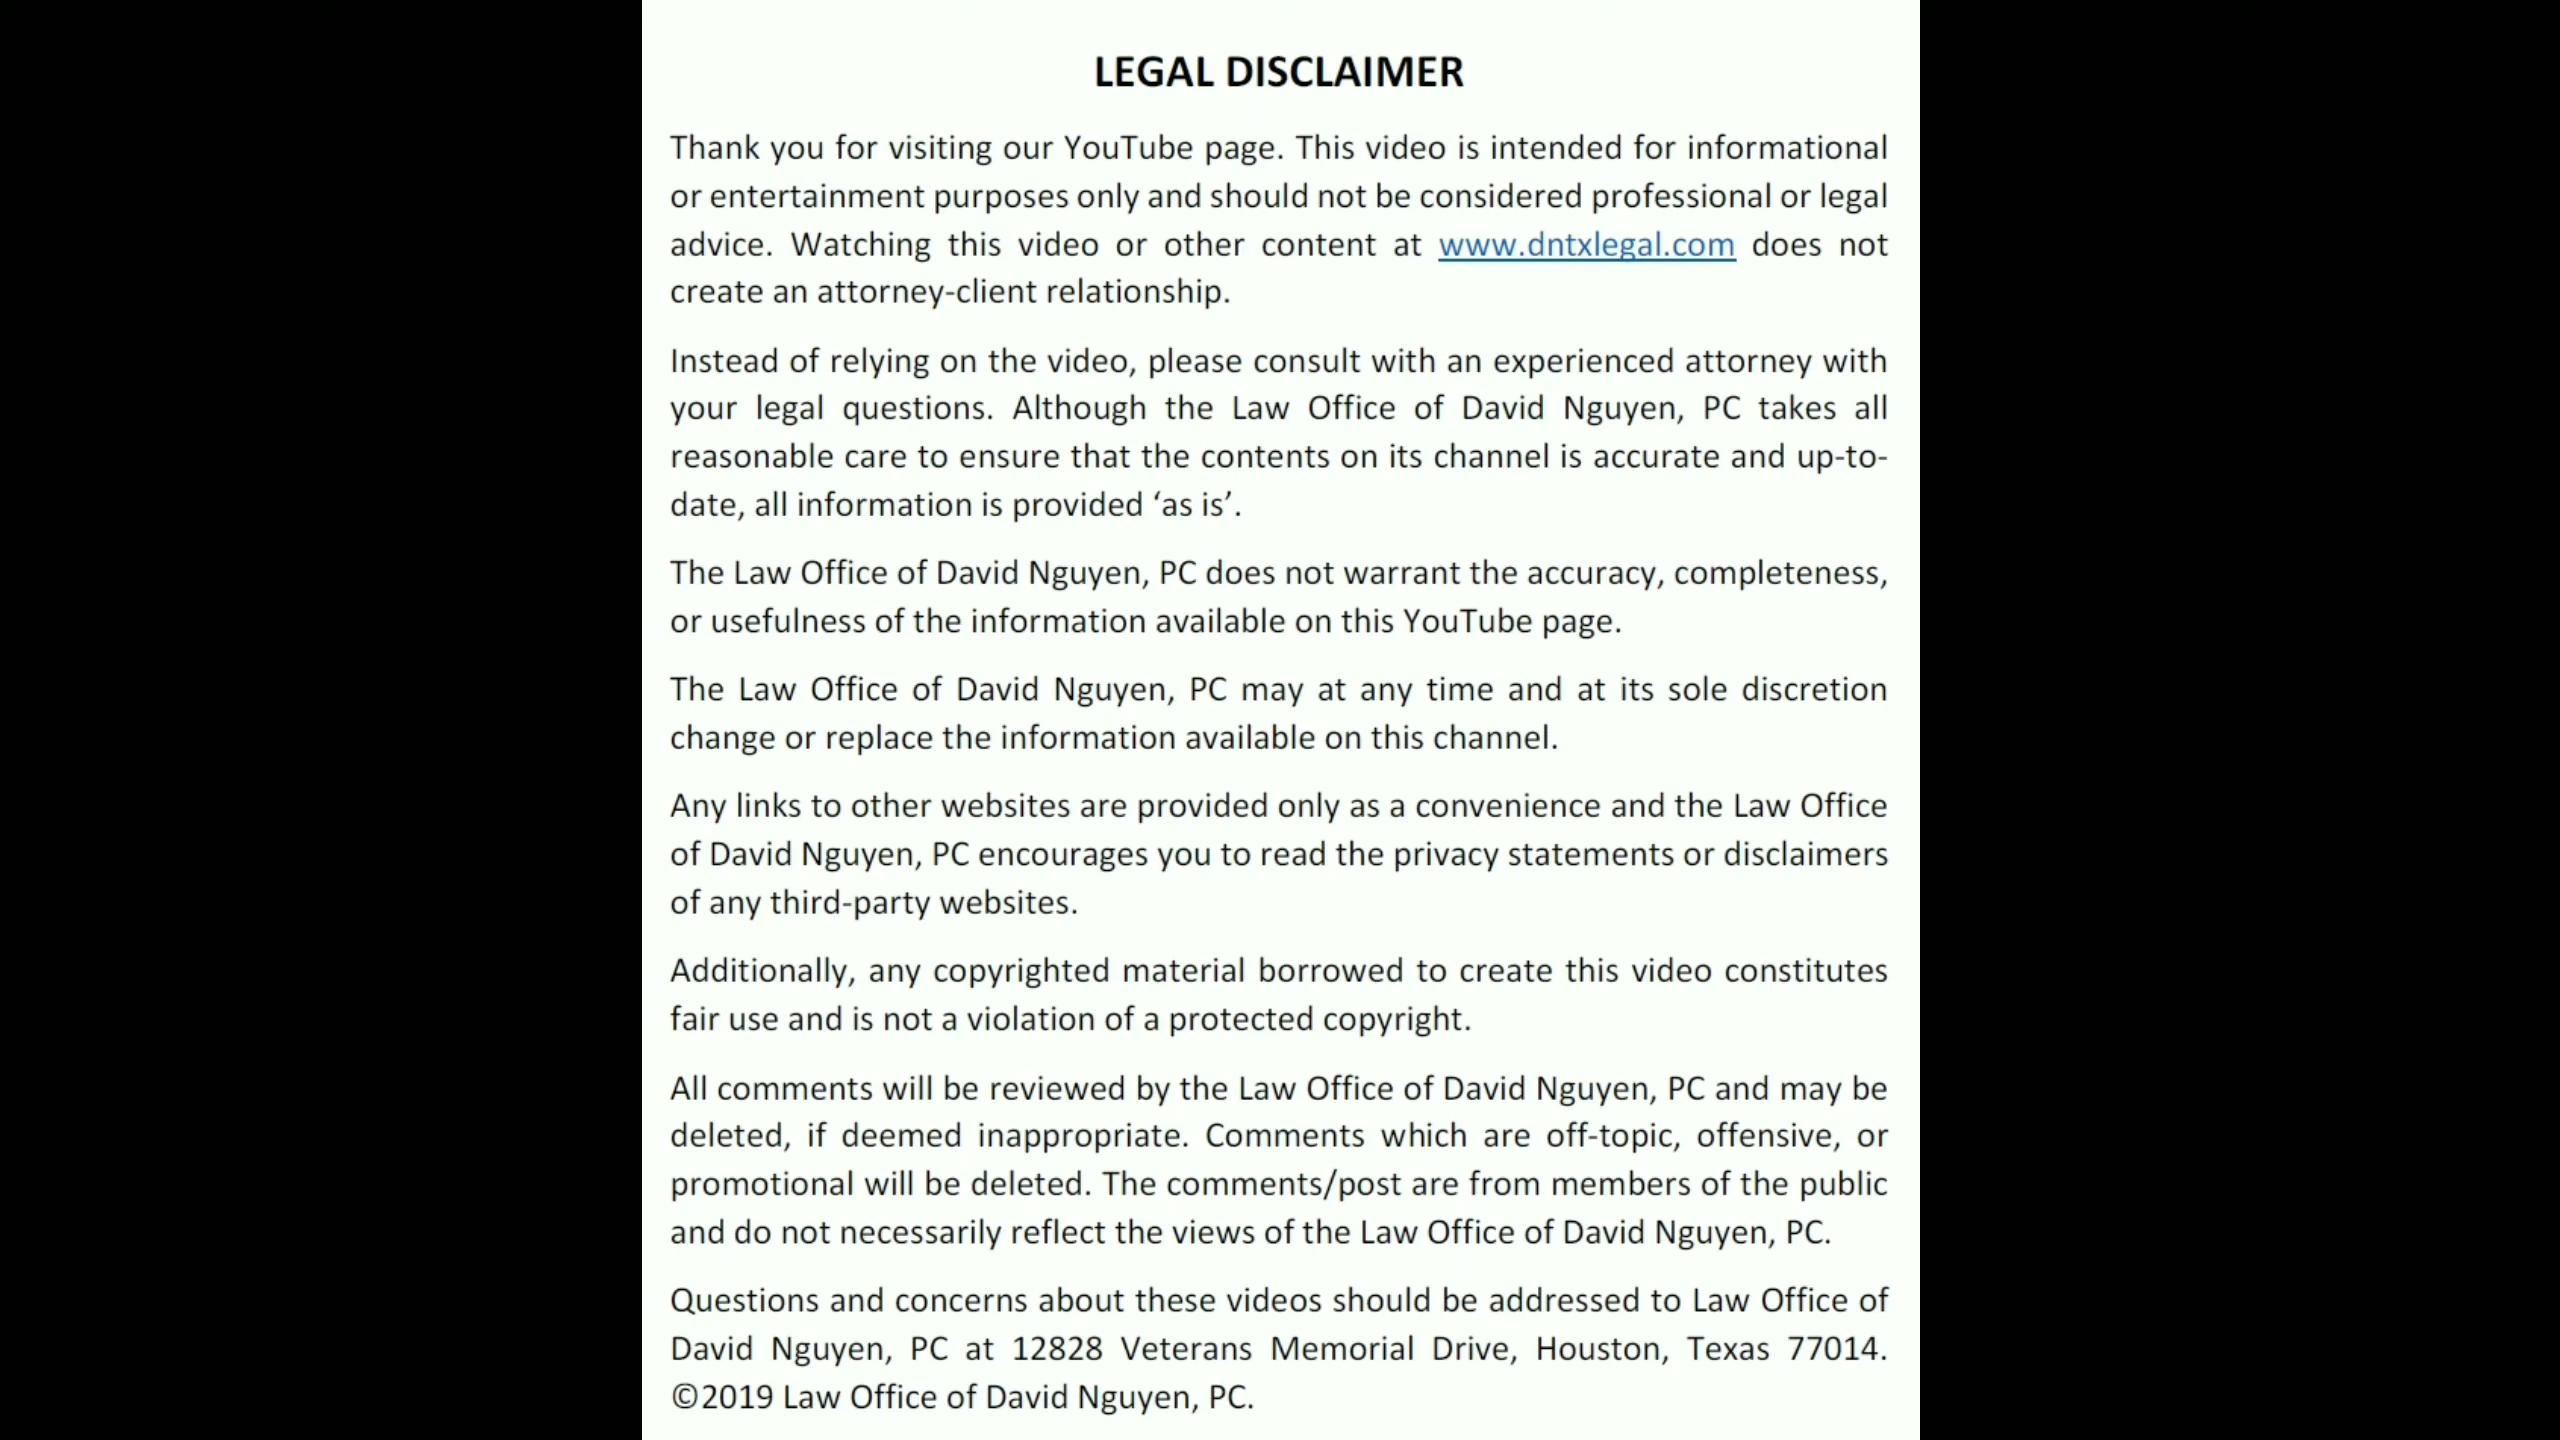 LEGAL DISCLAIMER
Thank you for visiting our YouTube page. This video is intended for informational
or entertainment purposes only and should not be considered professional or legal
advice. Watching this video or other content at www.dntxlegal.com does not
create an attorney-client relationship.
Instead of relying on the video, please consult with an experienced attorney with
your legal questions. Although the Law Office of David Nguyen, PC takes all
reasonable care to ensure that the contents on its channel is accurate and up-to-
date, all information is provided ‘as is’.
The Law Office of David Nguyen, PC does not warrant the accuracy, completeness,
or usefulness of the information available on this YouTube page.
The Law Office of David Nguyen, PC may at any time and at its sole discretion
change or replace the information available on this channel.
Any links to other websites are provided only as a convenience and the Law Office
of David Nguyen, PC encourages you to read the privacy statements or disclaimers
of any third-party websites.
Additionally, any copyrighted material borrowed to create this video constitutes
fair use and is not a violation of a protected copyright.
All comments will be reviewed by the Law Office of David Nguyen, PC and may be
deleted, if deemed inappropriate. Comments which are off-topic, offensive, or
promotional will be deleted. The comments/post are from members of the public
and do not necessarily reflect the views of the Law Office of David Nguyen, PC.
Questions and concerns about these videos should be addressed to Law Office of
David Nguyen, PC at 12828 Veterans Memorial Drive, Houston, Texas 77014.
©2019 Law Office of David Nguyen, PC.